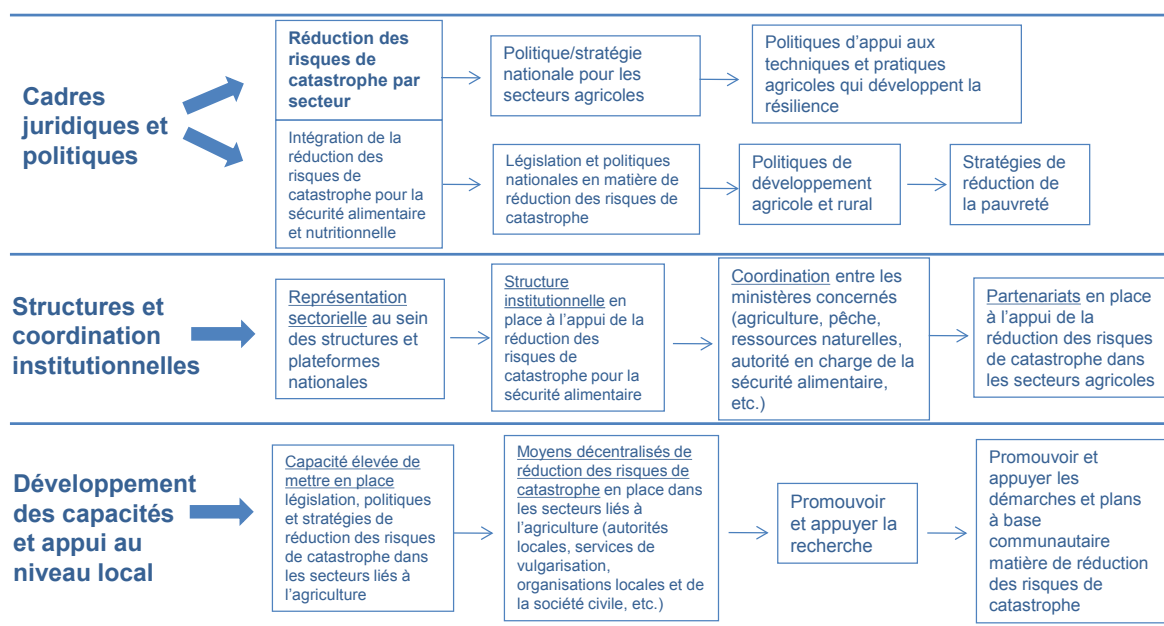 Cadres
juridiques et
politiques
Réduction des
risques de
catastrophe par
secteur
Politique/stratégie
nationale pour les
secteurs agricoles
Politiques d'appui aux
techniques et pratiques
agricoles qui développent la
résilience
Intégration de la
réduction des
risques de
catastrophe pour la
sécurité alimentaire
et nutritionnelle
Législation et politiques
nationales en matière de
réduction des risques de
catastrophe
Politiques de
développement
agricole et rural
Stratégies de
réduction de
la pauvreté
Structures et
coordination
institutionnelles
Représentation
sectorielle au sein
des structures et
plateformes
nationales
Structure
institutionnelle en
place à l'appui de la
réduction des
risques de
catastrophe pour la
sécurité alimentaire
Coordination entre les
ministères concernés
(agriculture, pêche,
ressources naturelles,
autorité en charge de la
sécurité alimentaire,
etc.)
Partenariats en place
à l'appui de la
réduction des risques
de catastrophe dans
les secteurs agricoles
Développement
des capacités
et appui au
niveau local
Capacité élevée de
mettre en place
législation, politiques
et stratégies de
réduction des risques
de catastrophe dans
les secteurs liés à
l'agriculture
Moyens décentralisés de
réduction des risques de
catastrophe en place dans
les secteurs liés à
l'agriculture (autorités
locales, services de
vulgarisation,
organisations locales et de
la société civile, etc.)
Promouvoir
et appuyer la
recherche
Promouvoir et
appuyer les
démarches et plans
à base
communautaire
matière de réduction
des risques de
catastrophe